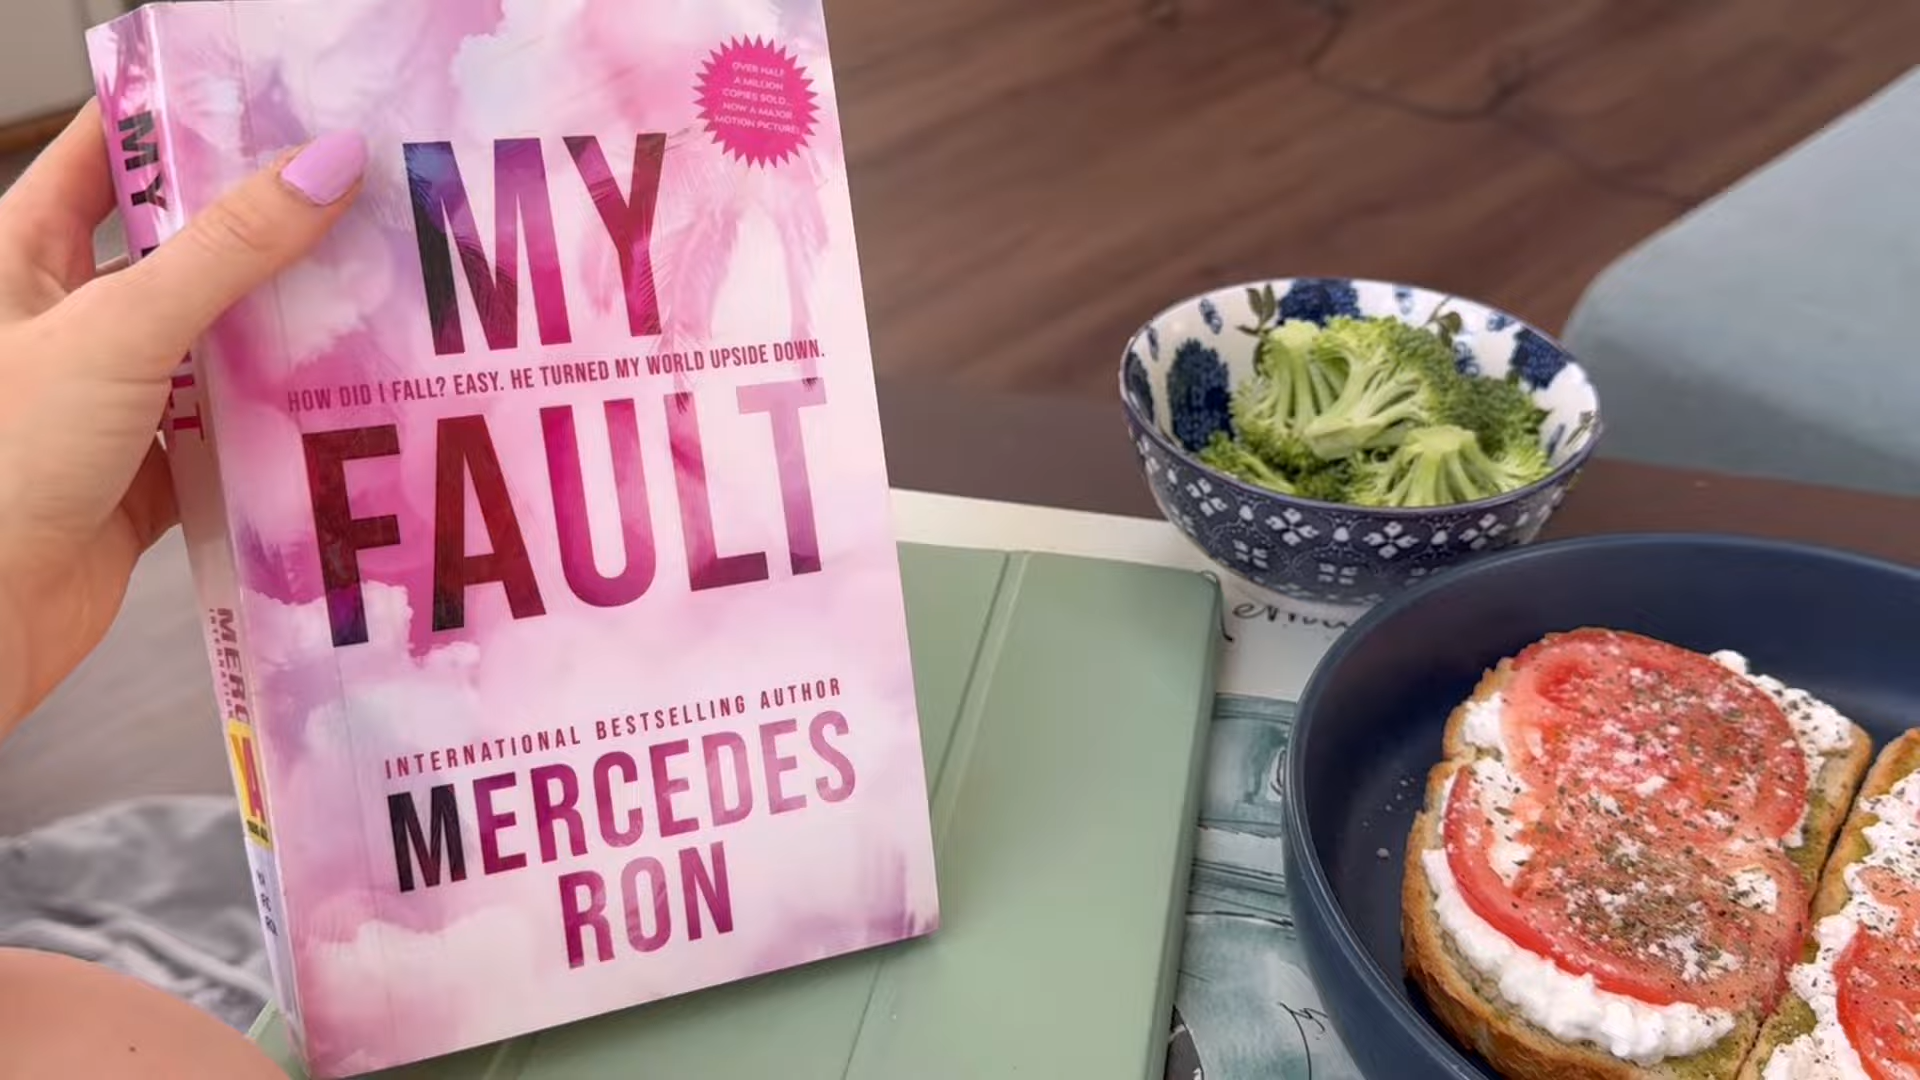 OVER HALF
A MILLION
COPIES SOLD...
NOW A MAJOR
MOTION PICTURE!
MY
HOW DID I FALL? EASY. HE TURNED MY WORLD UPSIDE DOWN.
FAULT
INTERNATIONAL BESTSELLING AUTHOR
MERCEDES
RON
MY
MERC
YA